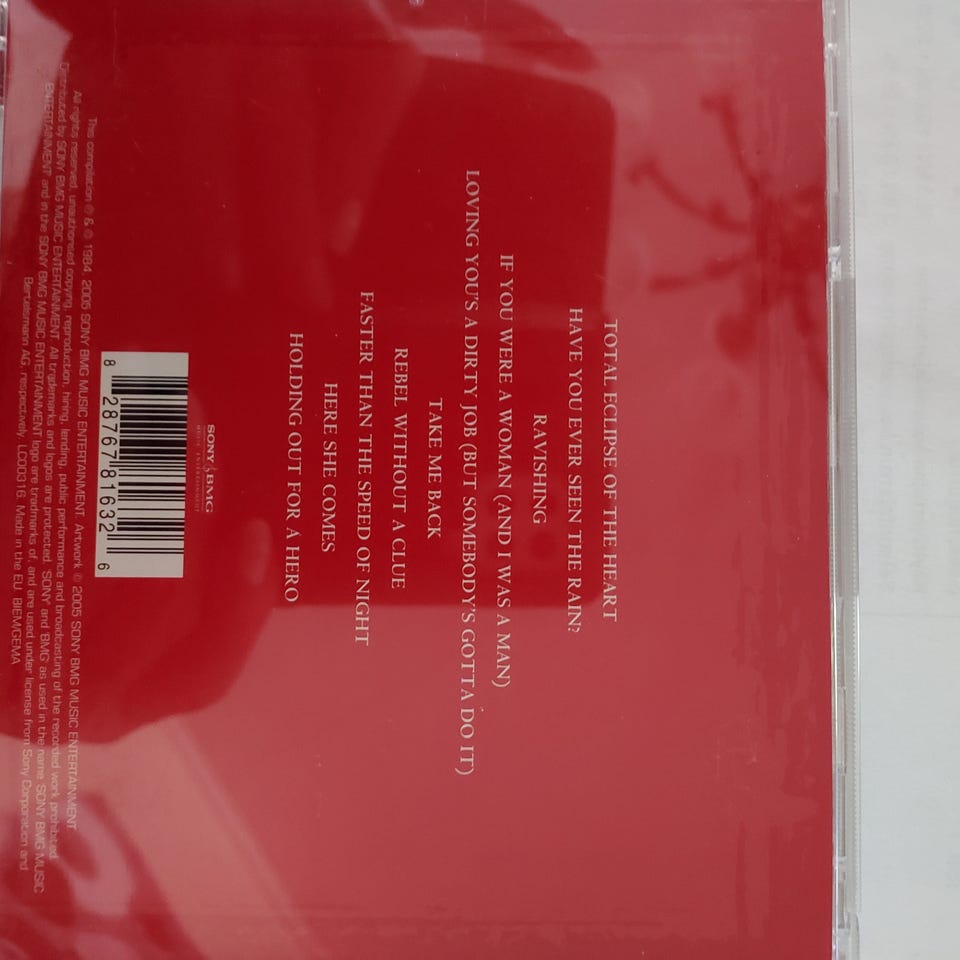 TOTAL ECLIPSE OF THE HEART
HAVE YOU EVER SEEN THE RAIN?
RAVISHING
IF YOU WERE A WOMAN (AND I WAS A MAN)
LOVING YOU'S A DIRTY JOB (BUT SOMEBODY'S GOTTA DO IT)
TAKE ME BACK
REBEL WITHOUT A CLUE
FASTER THAN THE SPEED OF NIGHT
HERE SHE COMES
HOLDING OUT FOR A HERO
SONY BMG
MUSIC ENTERTAINMENT
8 28767 81632 6
This compilation ℗ & © 1984, 2005 SONY BMG MUSIC ENTERTAINMENT Artwork © 2005 SONY BMG MUSIC ENTERTAINMENT
All rights reserved, unauthorised copying, reproduction, hiring, lending, public performance and broadcasting of the recorded work prohibited.
Distributed by SONY BMG MUSIC ENTERTAINMENT. All trademarks and logos are protected. 'SONY' and 'BMG' as used in the name 'SONY BMG MUSIC
ENTERTAINMENT' and in the SONY BMG MUSIC ENTERTAINMENT logo are trademarks of, and are used under license from Sony Corporation and
Bertelsmann AG, respectively. LC00316. Made in the EU. BIEM/GEMA